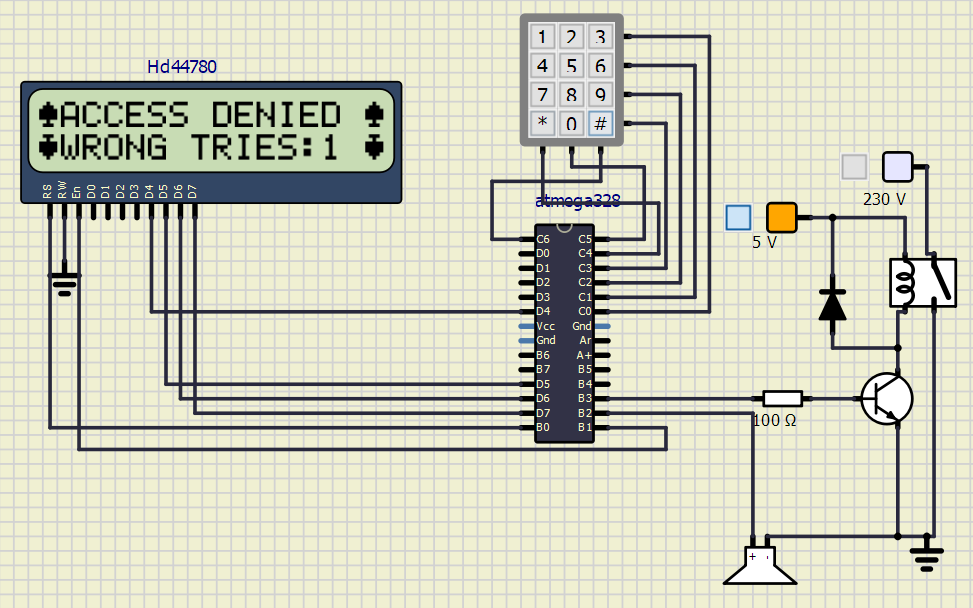 Hd44780
ACCESS DENIED
WRONG TRIES:1
RS RW En D0 D1 D2 D3 D4 D5 D6 D7
1 2 3
4 5 6
7 8 9
* 0 #
atmega328
C6 C5
D0 C4
D1 C3
D2 C2
D3 C1
D4 C0
Vcc Gnd
Gnd Ar
B6 A+
B7 B5
D5 B4
D6 B3
D7 B2
B0 B1
230 V
5 V
100 Ω
+ -